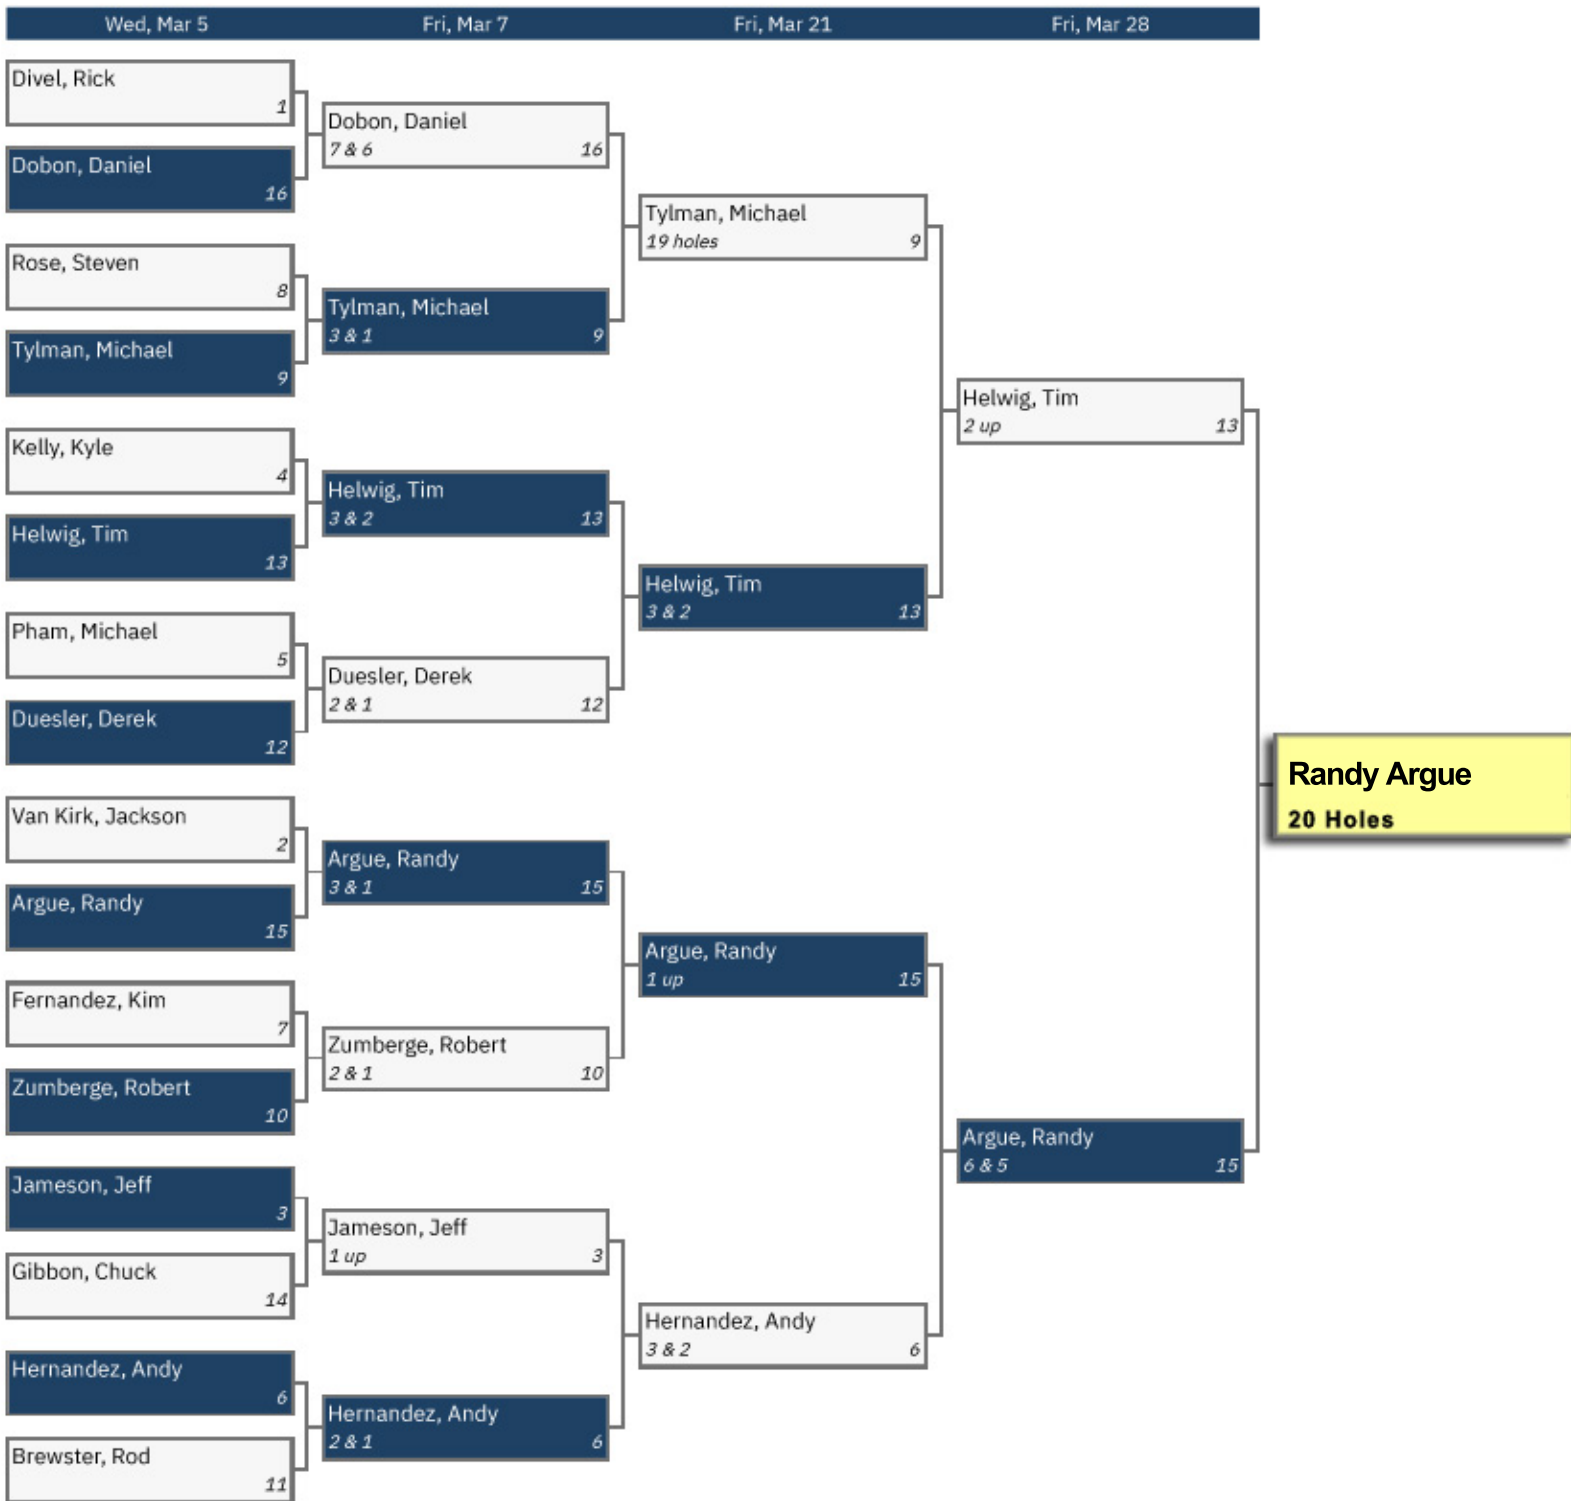 Wed, Mar 5 Fri, Mar 7 Fri, Mar 21 Fri, Mar 28
Divel, Rick
1
Dobon, Daniel
16
Rose, Steven
8
Tylman, Michael
9
Kelly, Kyle
4
Helwig, Tim
13
Pham, Michael
5
Duesler, Derek
12
Van Kirk, Jackson
2
Argue, Randy
15
Fernandez, Kim
7
Zumberge, Robert
10
Jameson, Jeff
3
Gibbon, Chuck
14
Hernandez, Andy
6
Brewster, Rod
11
Dobon, Daniel
7 & 6 16
Tylman, Michael
3 & 1 9
Helwig, Tim
3 & 2 13
Duesler, Derek
2 & 1 12
Argue, Randy
3 & 1 15
Zumberge, Robert
2 & 1 10
Jameson, Jeff
1 up 3
Hernandez, Andy
2 & 1 6
Tylman, Michael
19 holes 9
Helwig, Tim
3 & 2 13
Argue, Randy
1 up 15
Hernandez, Andy
3 & 2 6
Helwig, Tim
2 up 13
Argue, Randy
6 & 5 15
Randy Argue
20 Holes